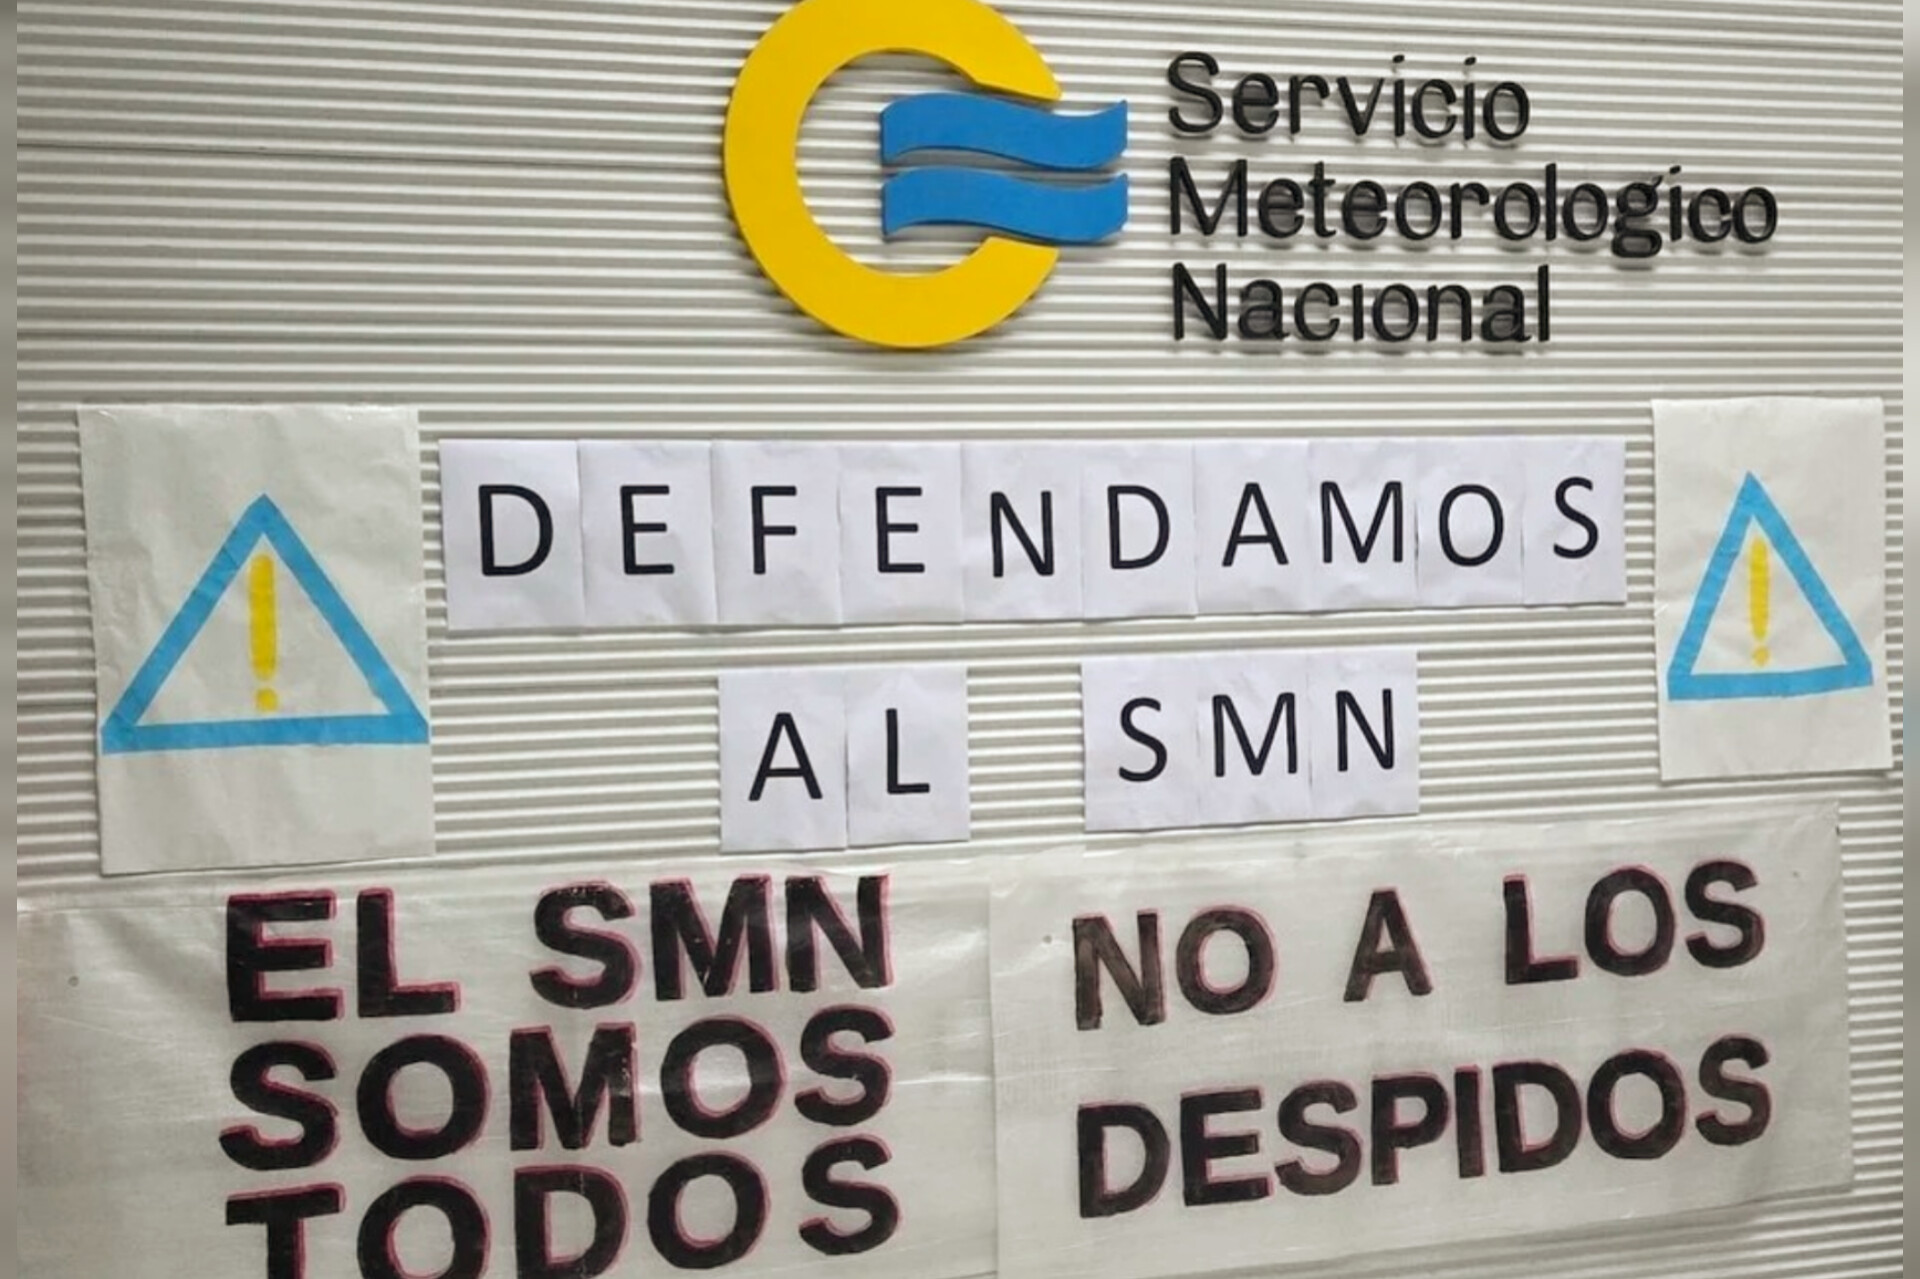 Servicio
Meteorologico
Nacional
DEFENDAMOS
AL SMN
EL SMN
SOMOS
TODOS
NO A LOS
DESPIDOS